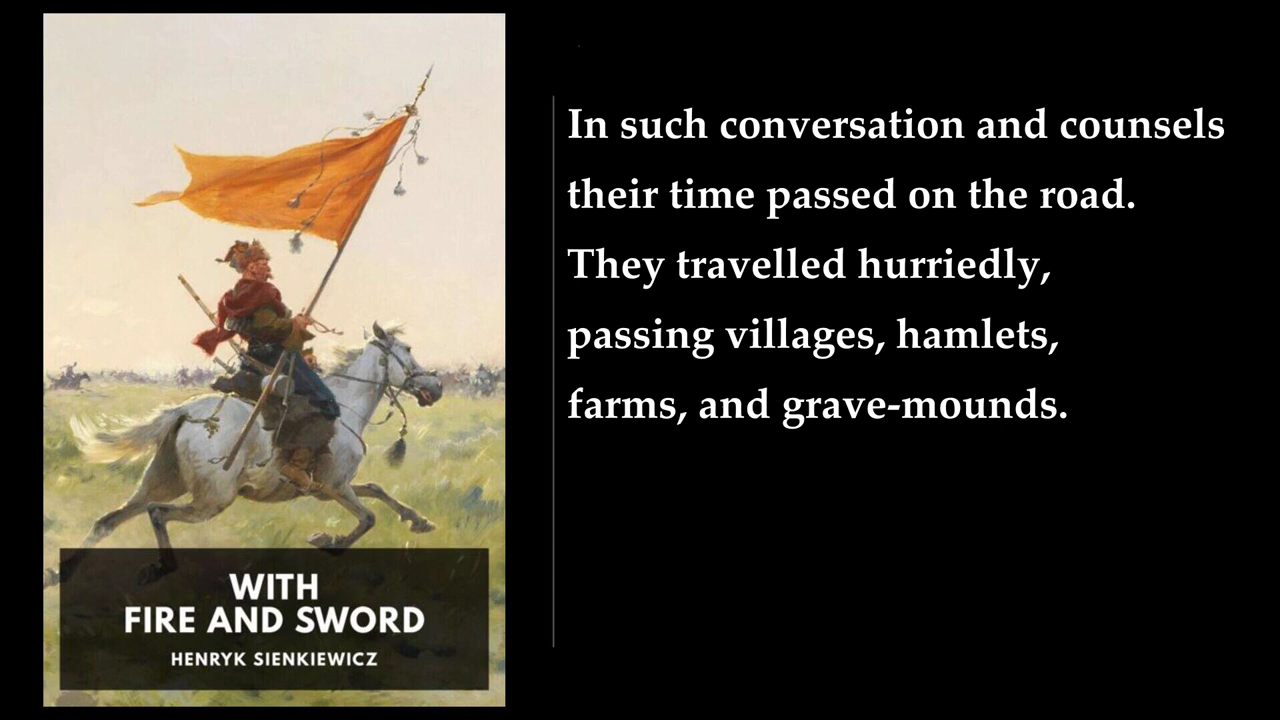 WITH
FIRE AND SWORD
HENRYK SIENKIEWICZ
In such conversation and counsels
their time passed on the road.
They travelled hurriedly,
passing villages, hamlets,
farms, and grave-mounds.